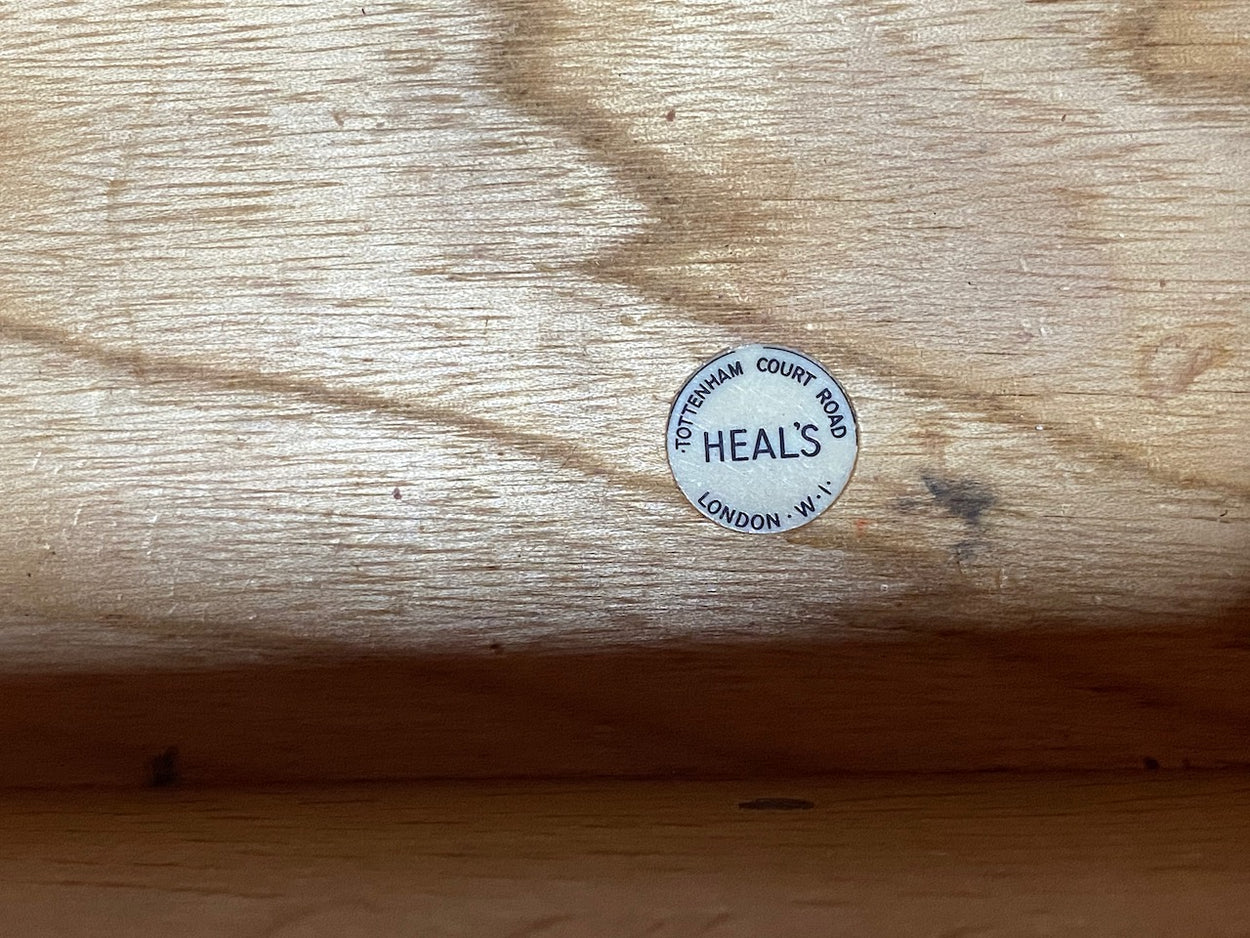 ·TOTTENHAM COURT ROAD
HEAL'S
LONDON·W·1·